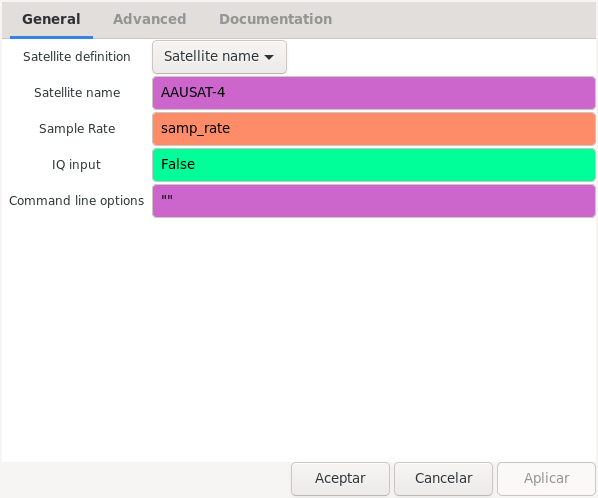 General Advanced Documentation
Satellite definition Satellite name
Satellite name AAUSAT-4
Sample Rate samp_rate
IQ input False
Command line options ""
Aceptar Cancelar Aplicar